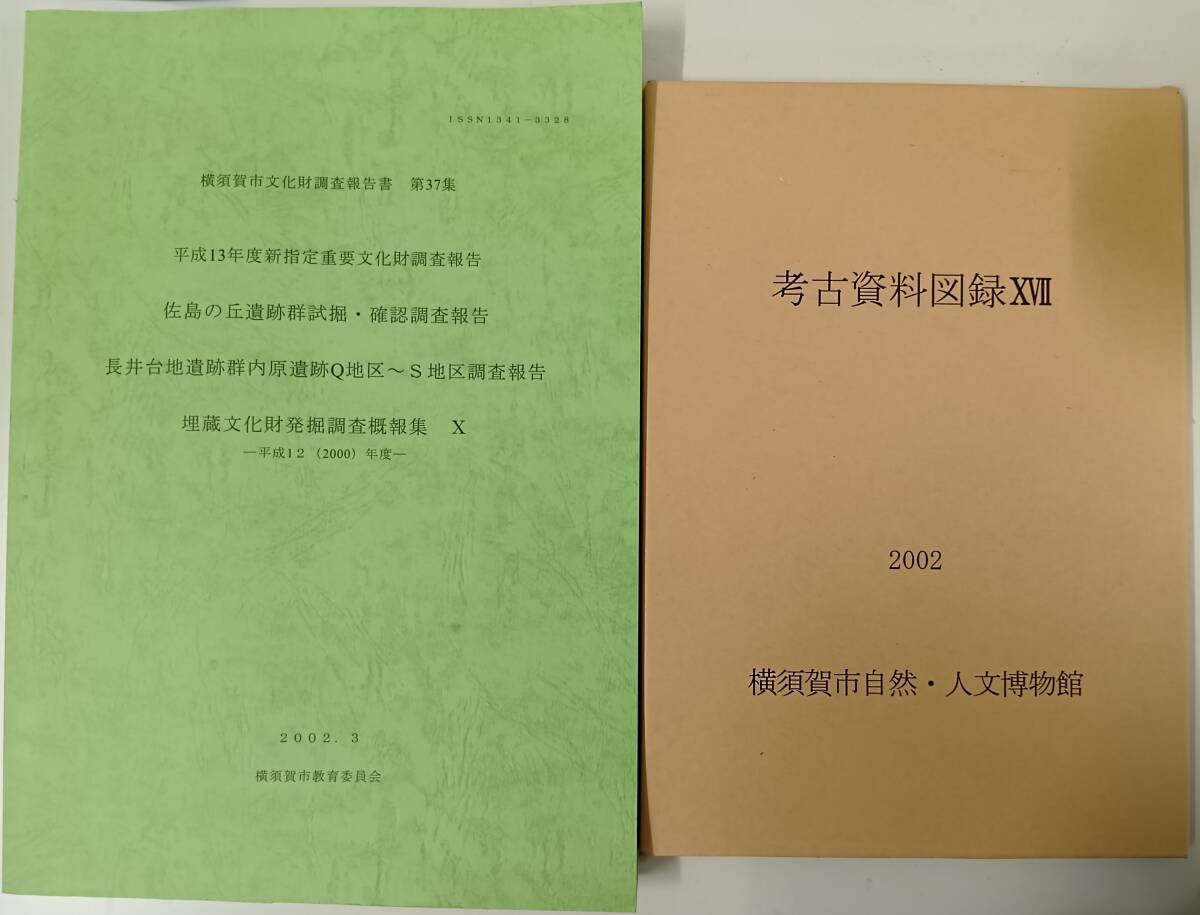 ISSN1341-3328
横須賀市文化財調査報告書　第37集
平成13年度新指定重要文化財調査報告
佐島の丘遺跡群試掘・確認調査報告
長井台地遺跡群内原遺跡Q地区～S地区調査報告
埋蔵文化財発掘調査概報集　X
―平成12（2000）年度―
2002.3
横須賀市教育委員会
考古資料図録XVII
2002
横須賀市自然・人文博物館